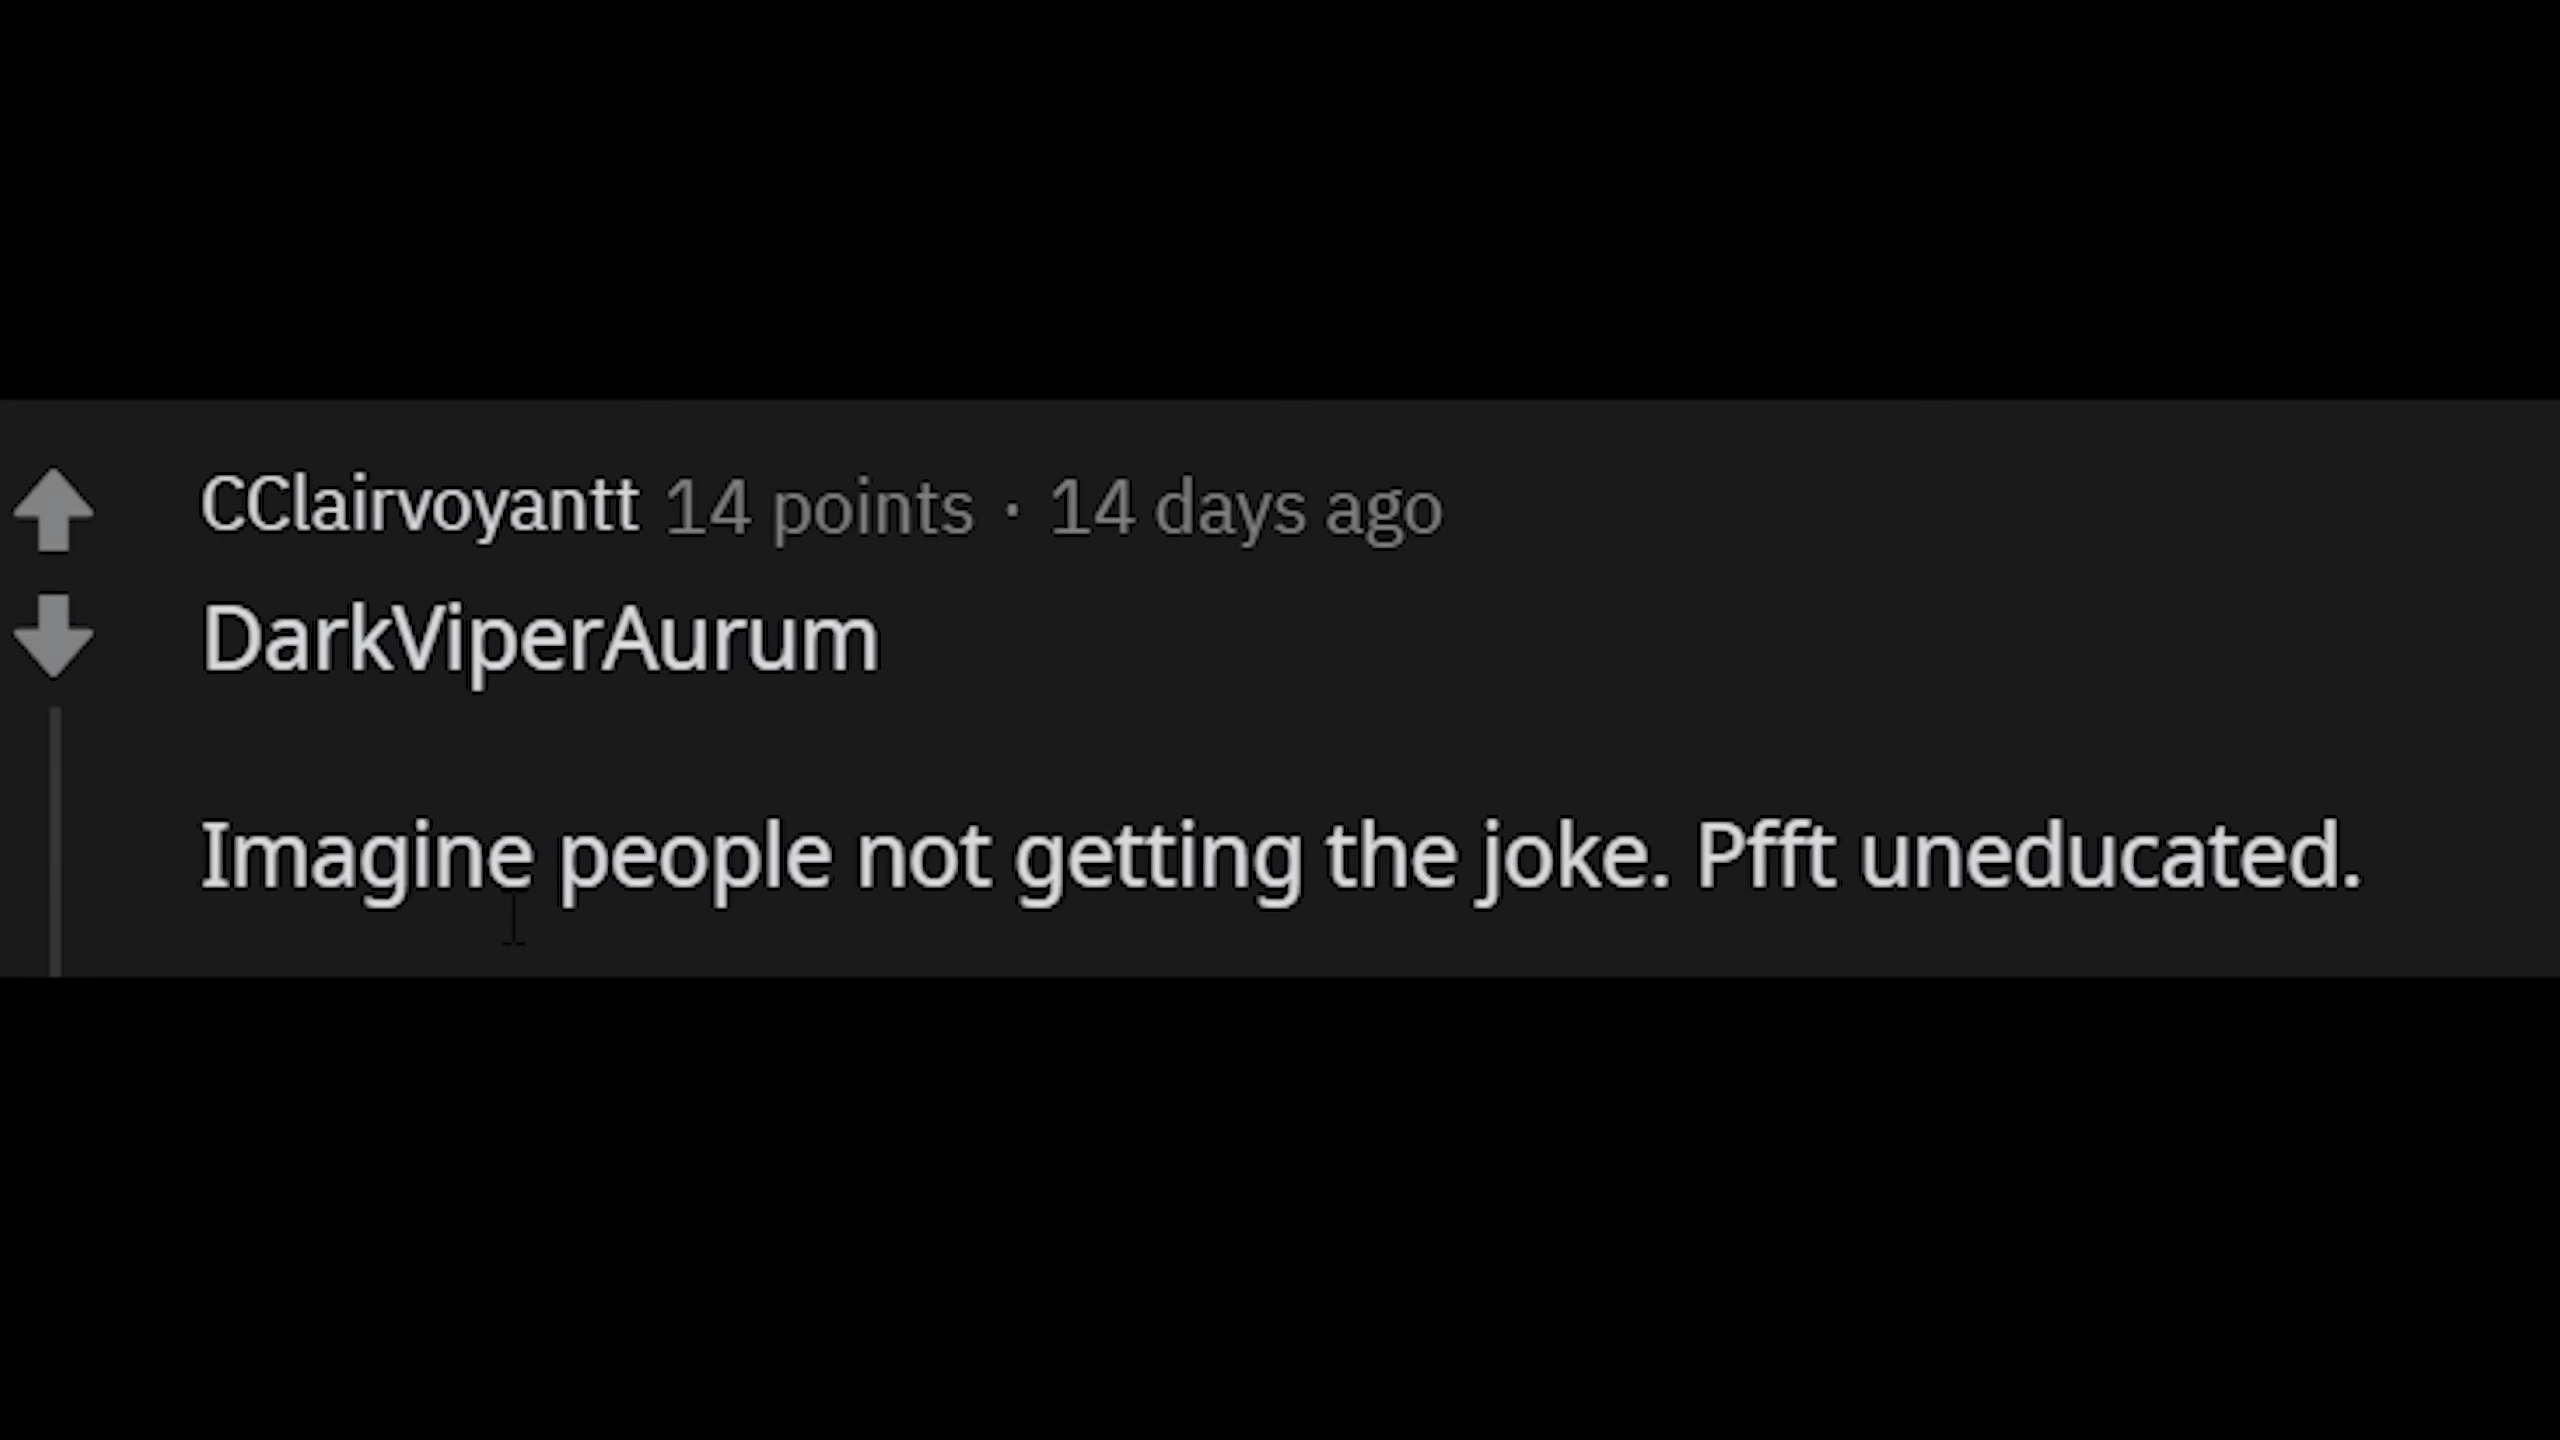 CClairvoyantt 14 points · 14 days ago
DarkViperAurum
Imagine people not getting the joke. Pfft uneducated.